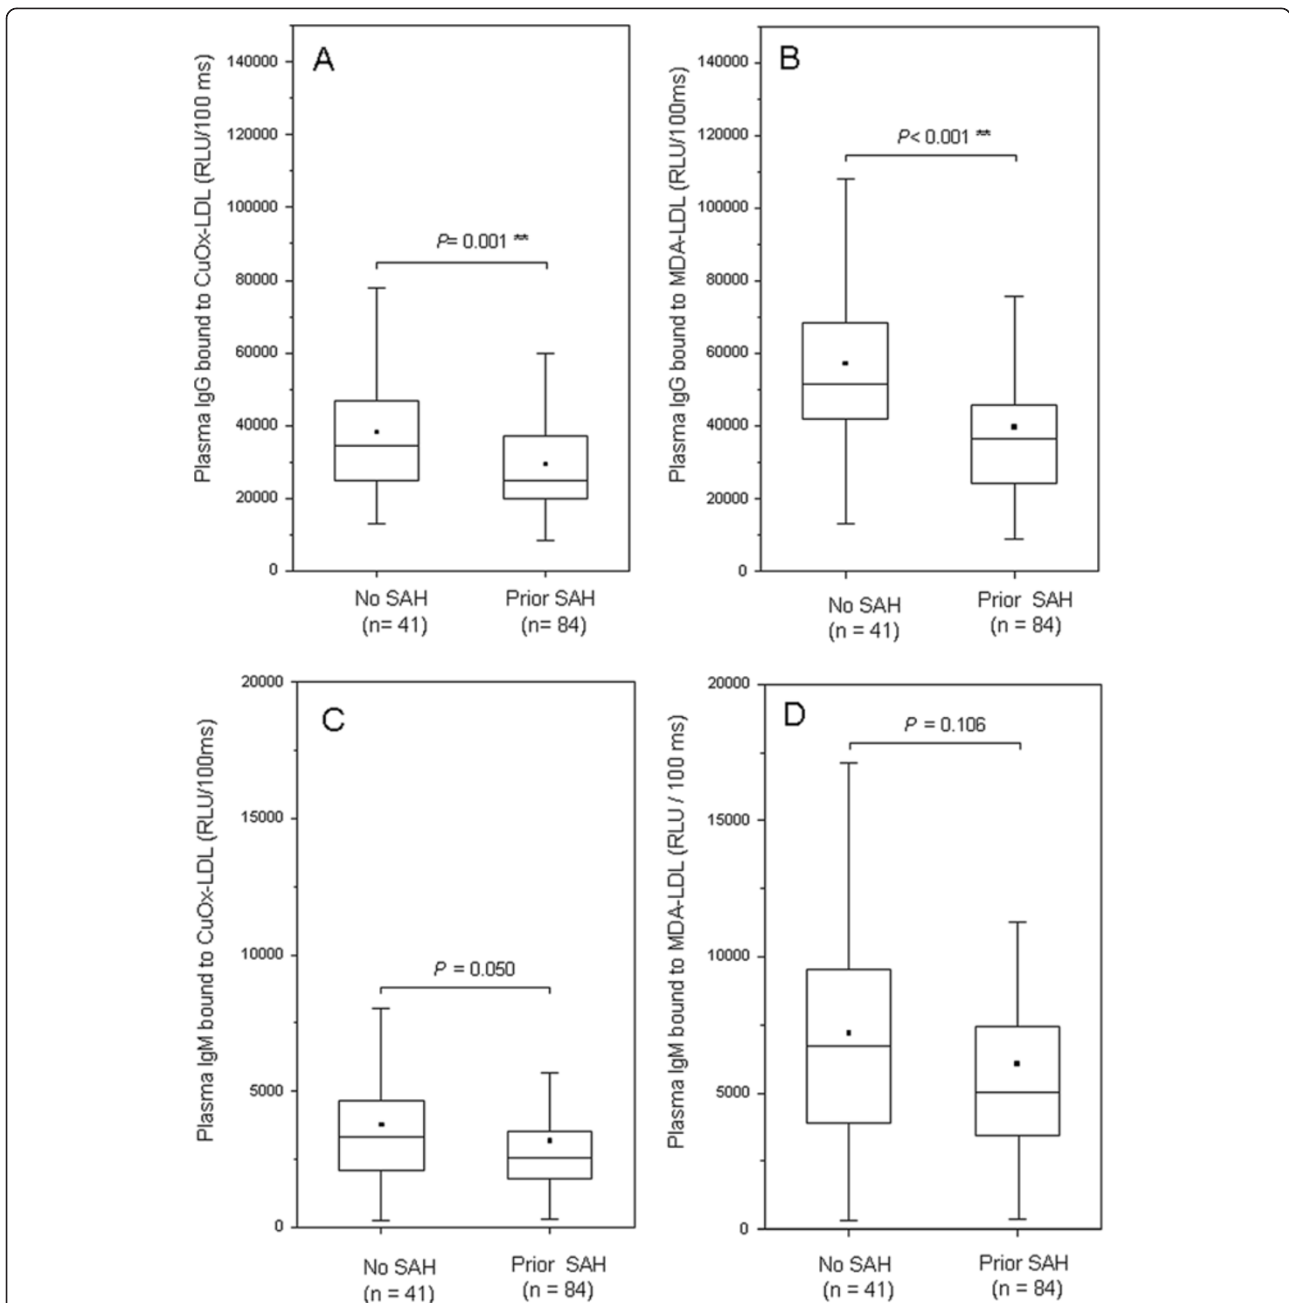 A
Plasma IgG bound to CuOx-LDL (RLU/100 ms)
140000
120000
100000
80000
60000
40000
20000
0
P= 0.001 **
No SAH
(n= 41)
Prior SAH
(n= 84)
B
Plasma IgG bound to MDA-LDL (RLU/100ms)
140000
120000
100000
80000
60000
40000
20000
0
P< 0.001 **
No SAH
(n = 41)
Prior SAH
(n = 84)
C
Plasma IgM bound to CuOx-LDL (RLU/100ms)
20000
15000
10000
5000
0
P = 0.050
No SAH
(n = 41)
Prior SAH
(n = 84)
D
Plasma IgM bound to MDA-LDL (RLU / 100 ms)
20000
15000
10000
5000
0
P = 0.106
No SAH
(n = 41)
Prior SAH
(n = 84)